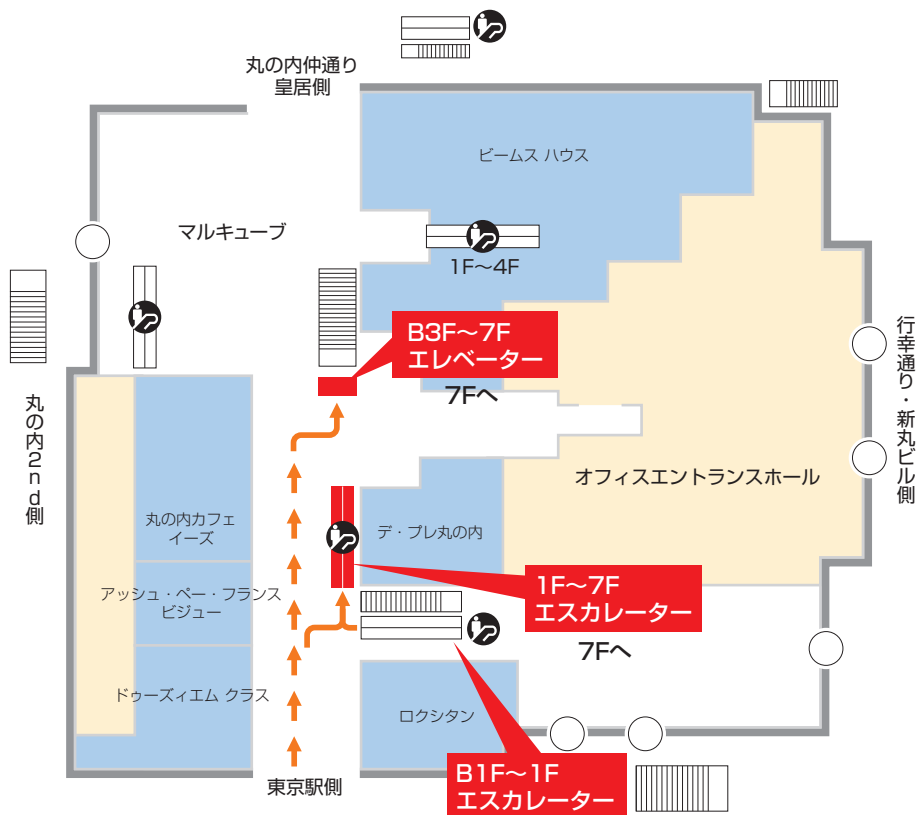 丸の内仲通り
皇居側
ビームス ハウス
マルキューブ
1F〜4F
B3F〜7F
エレベーター
7Fへ
行幸通り・新丸ビル側
丸の内2nd側
オフィスエントランスホール
丸の内カフェ
イーズ
デ・プレ丸の内
アッシュ・ペー・フランス
ビジュー
1F〜7F
エスカレーター
7Fへ
ドゥーズィエム クラス
ロクシタン
B1F〜1F
エスカレーター
東京駅側